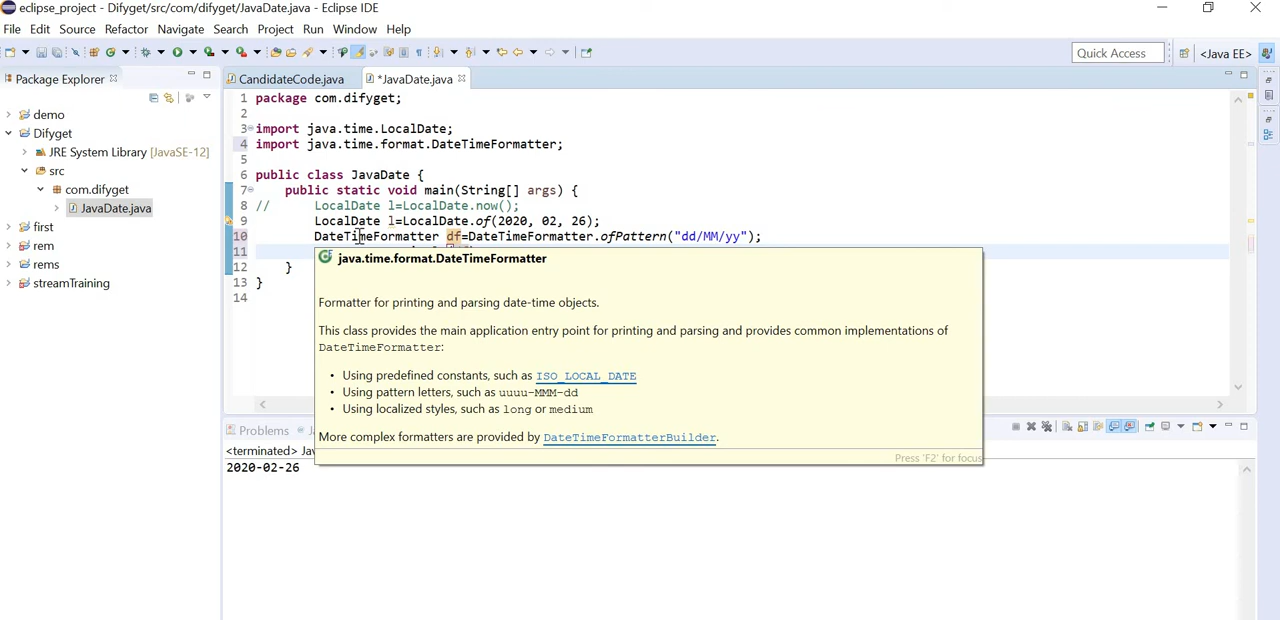 eclipse_project - Difyget/src/com/difyget/JavaDate.java - Eclipse IDE
File Edit Source Refactor Navigate Search Project Run Window Help
Quick Access <Java EE>
Package Explorer
demo
Difyget
JRE System Library [JavaSE-12]
src
com.difyget
JavaDate.java
first
rem
rems
streamTraining
CandidateCode.java *JavaDate.java
1 package com.difyget;
2
3 import java.time.LocalDate;
4 import java.time.format.DateTimeFormatter;
5
6 public class JavaDate {
7 public static void main(String[] args) {
8 // LocalDate l=LocalDate.now();
9 LocalDate l=LocalDate.of(2020, 02, 26);
10 DateTimeFormatter df=DateTimeFormatter.ofPattern("dd/MM/yy");
11
12 }
13 }
14
java.time.format.DateTimeFormatter
Formatter for printing and parsing date-time objects.
This class provides the main application entry point for printing and parsing and provides common implementations of
DateTimeFormatter:
• Using predefined constants, such as ISO_LOCAL_DATE
• Using pattern letters, such as uuuu-MMM-dd
• Using localized styles, such as long or medium
More complex formatters are provided by DateTimeFormatterBuilder.
Press 'F2' for focus
Problems
<terminated>
2020-02-26